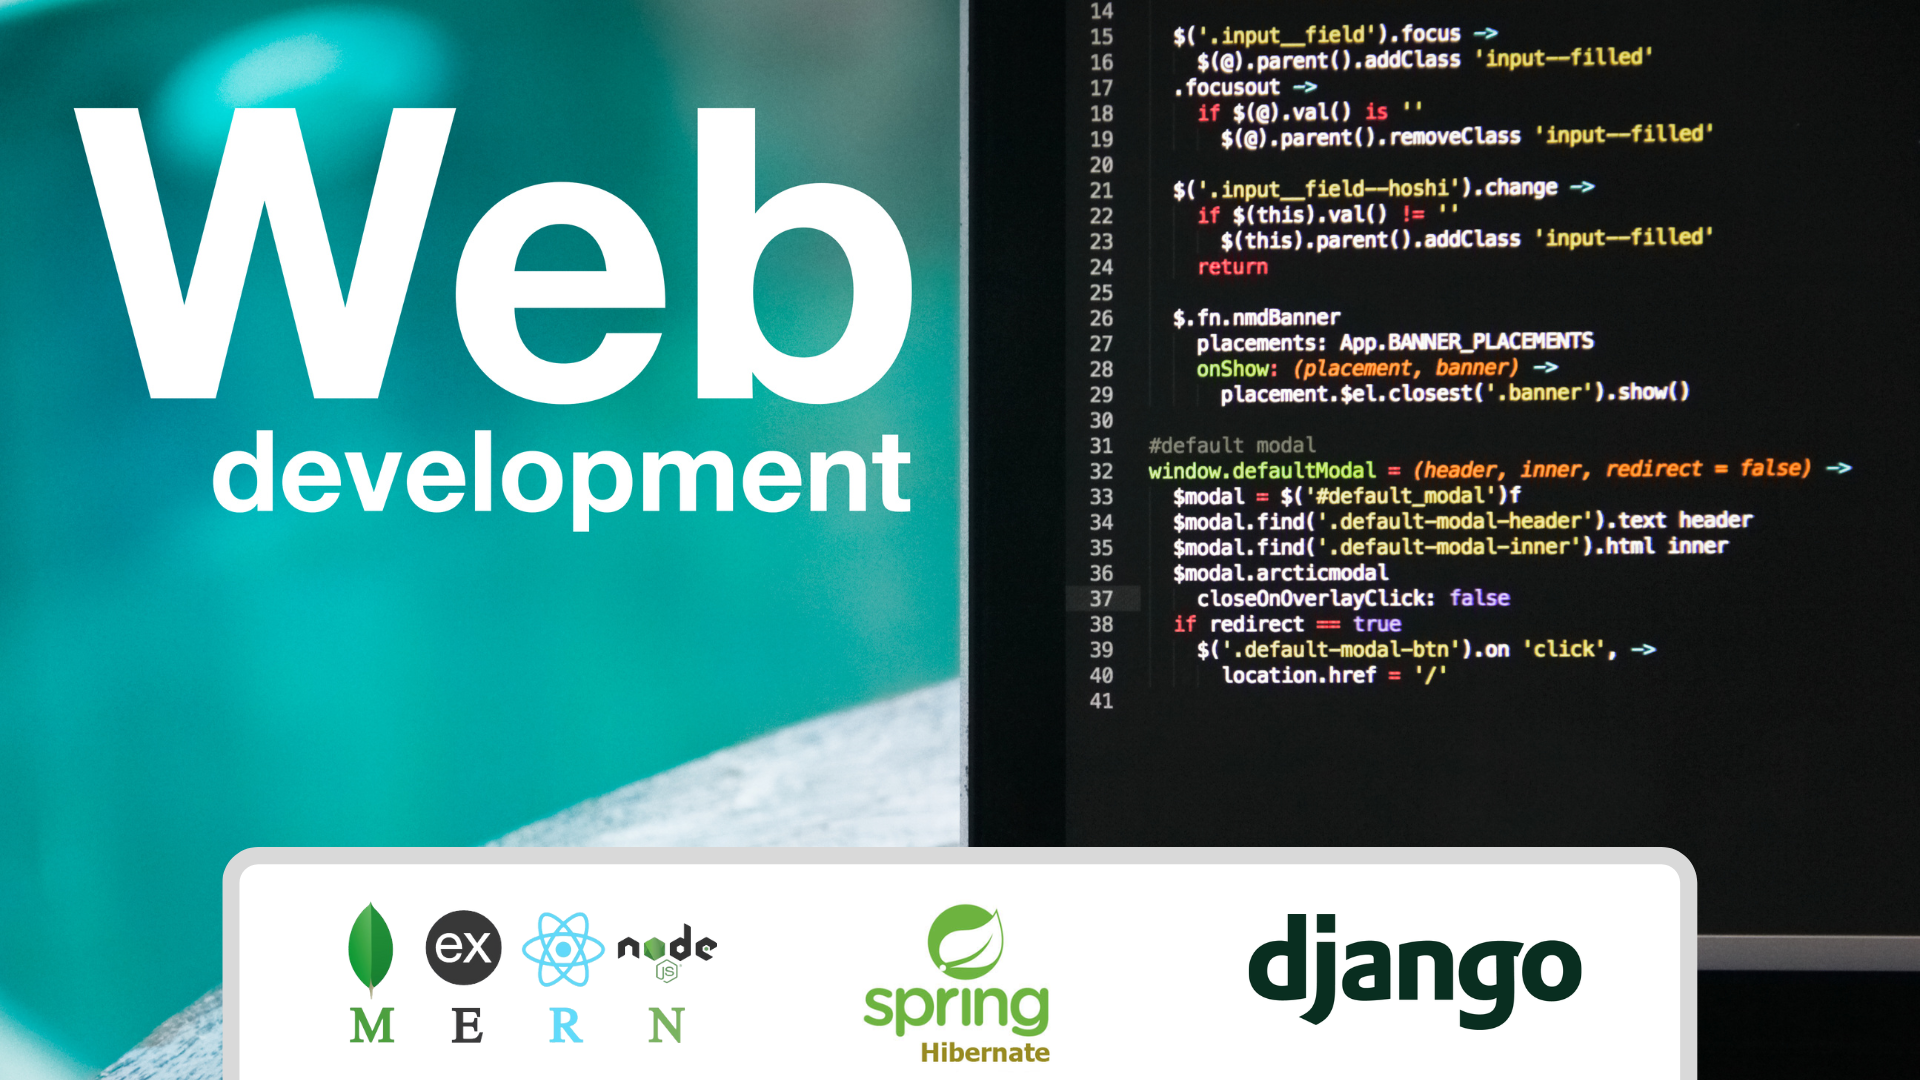 Web
development
14
15 $('.input__field').focus ->
16 $(@).parent().addClass 'input--filled'
17 .focusout ->
18 if $(@).val() is ''
19 $(@).parent().removeClass 'input--filled'
20
21 $('.input__field--hoshi').change ->
22 if $(this).val() != ''
23 $(this).parent().addClass 'input--filled'
24 return
25
26 $.fn.nmdBanner
27 placements: App.BANNER_PLACEMENTS
28 onShow: (placement, banner) ->
29 placement.$el.closest('.banner').show()
30
31 #default modal
32 window.defaultModal = (header, inner, redirect = false) ->
33 $modal = $('#default_modal')f
34 $modal.find('.default-modal-header').text header
35 $modal.find('.default-modal-inner').html inner
36 $modal.arcticmodal
37 closeOnOverlayClick: false
38 if redirect == true
39 $('.default-modal-btn').on 'click', ->
40 location.href = '/'
41
ex
node
JS
M E R N
spring
Hibernate
django